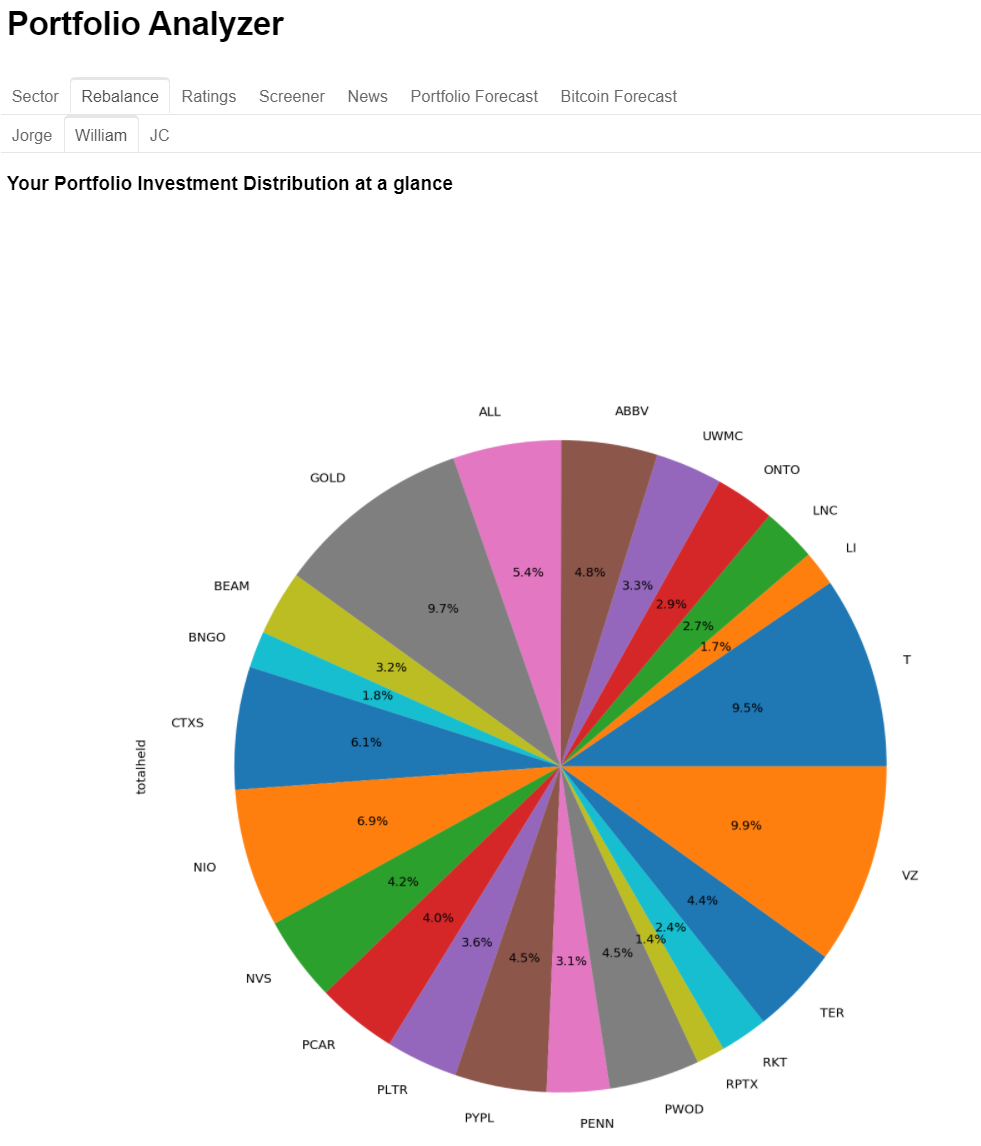 Portfolio Analyzer
Sector Rebalance Ratings Screener News Portfolio Forecast Bitcoin Forecast
Jorge William JC
Your Portfolio Investment Distribution at a glance
ALL
ABBV
UWMC
ONTO
GOLD
LNC
LI
5.4%
4.8%
BEAM
3.3%
2.9%
9.7%
2.7%
BNGO
1.7%
T
3.2%
1.8%
9.5%
CTXS
6.1%
totalheld
6.9%
9.9%
NIO
VZ
4.2%
4.4%
4.0%
2.4%
1.4%
3.6%
4.5%
4.5%
3.1%
NVS
TER
PCAR
RKT
RPTX
PLTR
PWOD
PYPL
PENN